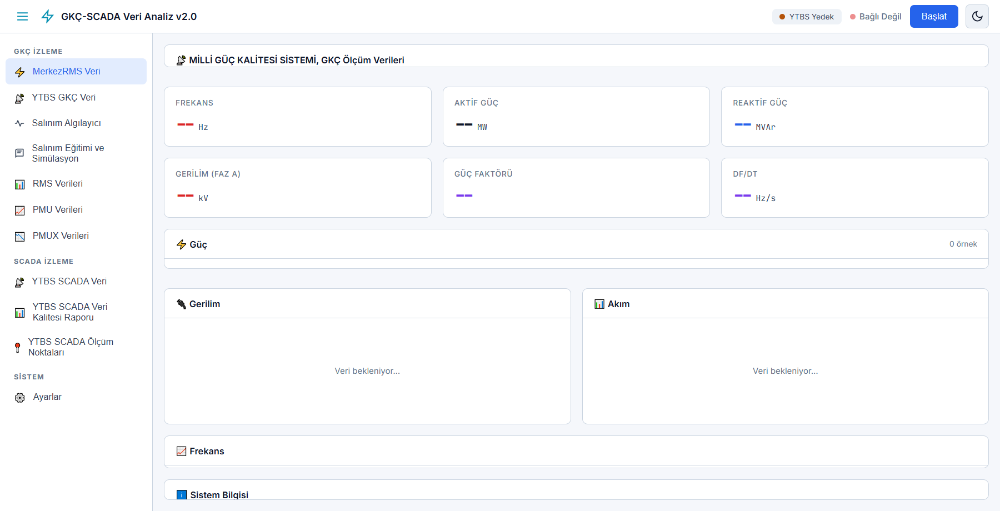 GKÇ-SCADA Veri Analiz v2.0
YTBS Yedek
Bağlı Değil
Başlat
GKÇ İZLEME
MerkezRMS Veri
YTBS GKÇ Veri
Salınım Algılayıcı
Salınım Eğitimi ve
Simülasyon
RMS Verileri
PMU Verileri
PMUX Verileri
SCADA İZLEME
YTBS SCADA Veri
YTBS SCADA Veri
Kalitesi Raporu
YTBS SCADA Ölçüm
Noktaları
SİSTEM
Ayarlar
MİLLİ GÜÇ KALİTESİ SİSTEMİ, GKÇ Ölçüm Verileri
FREKANS
-- Hz
AKTİF GÜÇ
-- MW
REAKTİF GÜÇ
-- MVAr
GERİLİM (FAZ A)
-- kV
GÜÇ FAKTÖRÜ
--
DF/DT
-- Hz/s
Güç
0 örnek
Gerilim
Veri bekleniyor...
Akım
Veri bekleniyor...
Frekans
Sistem Bilgisi